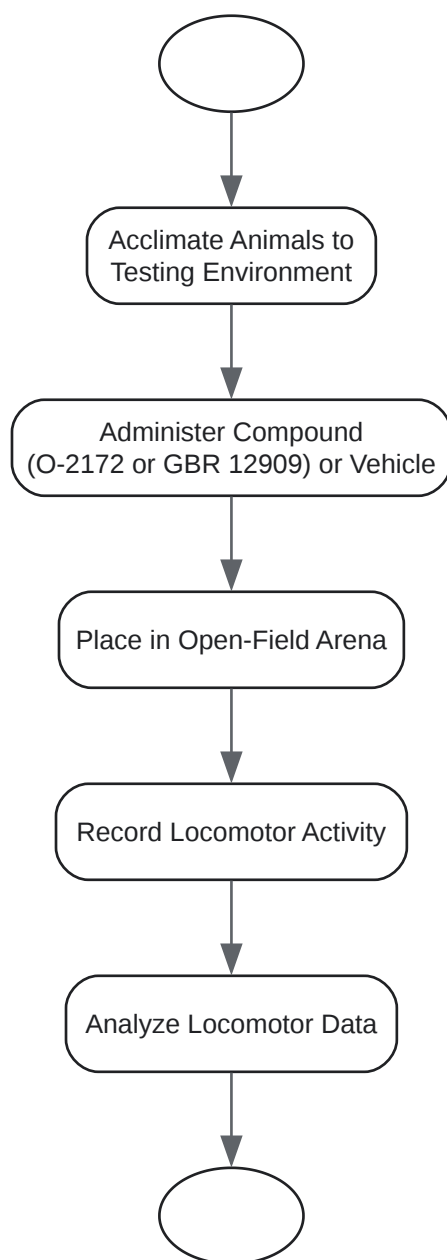 Acclimate Animals to
Testing Environment
Administer Compound
(O-2172 or GBR 12909) or Vehicle
Place in Open-Field Arena
Record Locomotor Activity
Analyze Locomotor Data